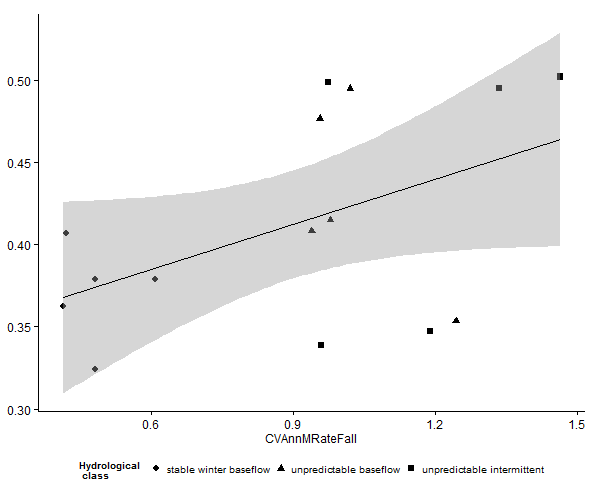 0.50
0.45
0.40
0.35
0.30
0.6 0.9 1.2 1.5
CVAnnMRateFall
Hydrological
class
stable winter baseflow unpredictable baseflow unpredictable intermittent